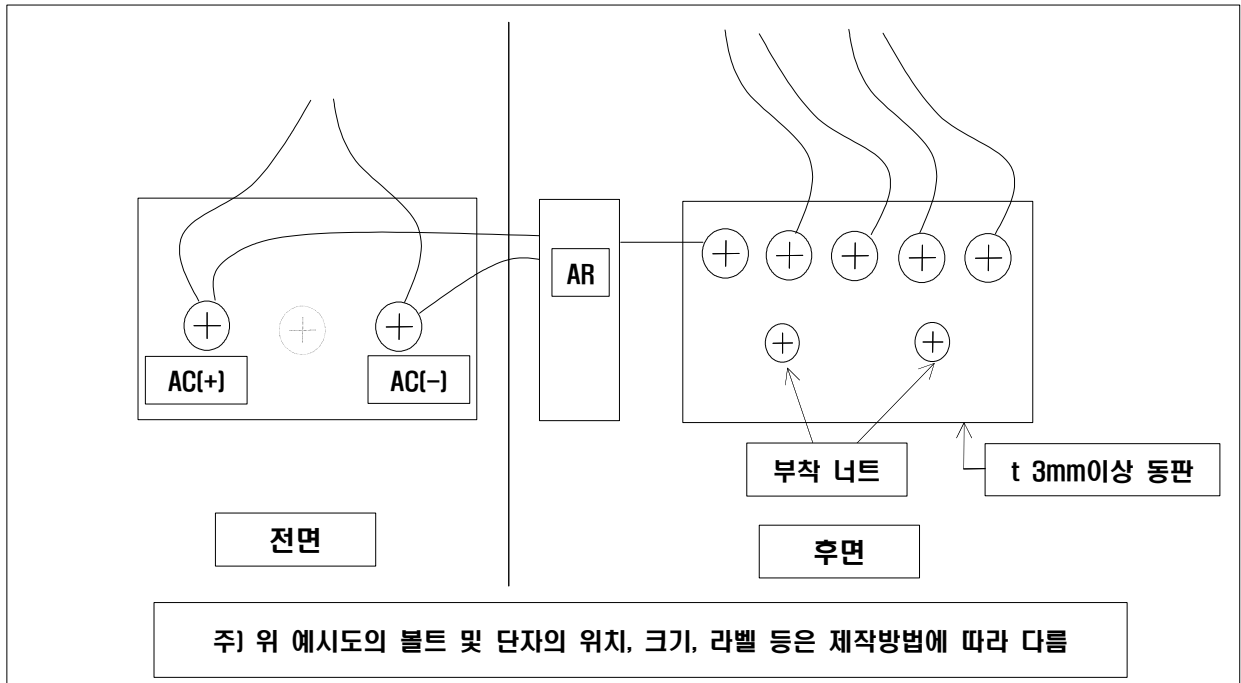 AR
AC(+)
AC(-)
부착 너트
t 3mm이상 동판
전면
후면
주) 위 예시도의 볼트 및 단자의 위치, 크기, 라벨 등은 제작방법에 따라 다름